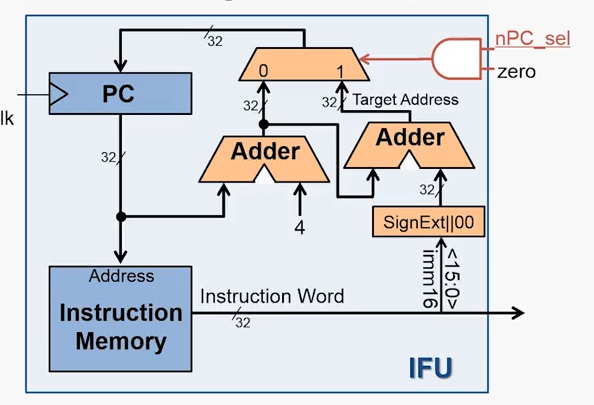 32
nPC_sel
0
1
zero
PC
32
32
Target Address
lk
Adder
Adder
32
32
4
SignExt||00
Address
Instruction Word
<15:0>
imm16
Instruction
Memory
32
IFU